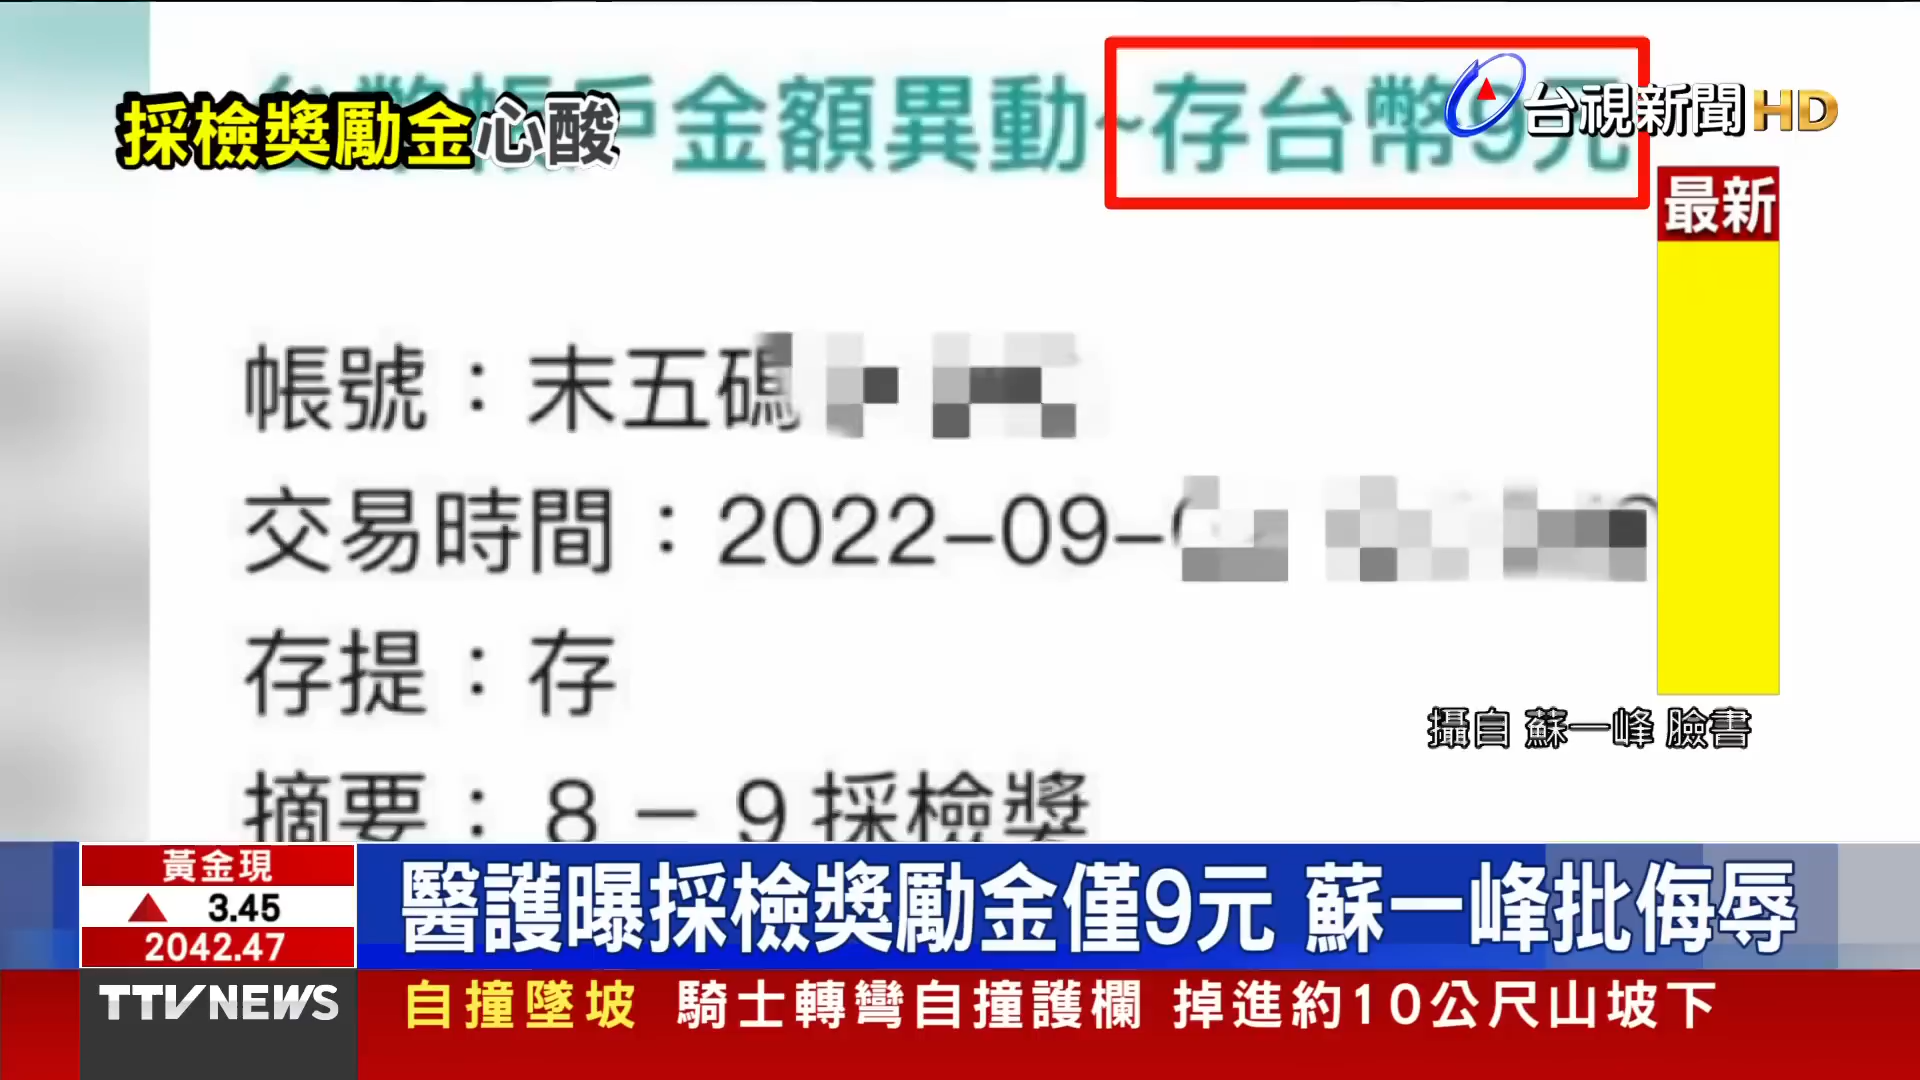 採檢獎勵金心酸
帳戶金額異動~存台幣9元
台視新聞HD
最新
帳號：末五碼
交易時間：2022-09-
存提：存
攝自 蘇一峰 臉書
摘要：8-9採檢獎
黃金現
▲ 3.45
2042.47
醫護曝採檢獎勵金僅9元 蘇一峰批侮辱
TTV NEWS
自撞墜坡 騎士轉彎自撞護欄 掉進約10公尺山坡下